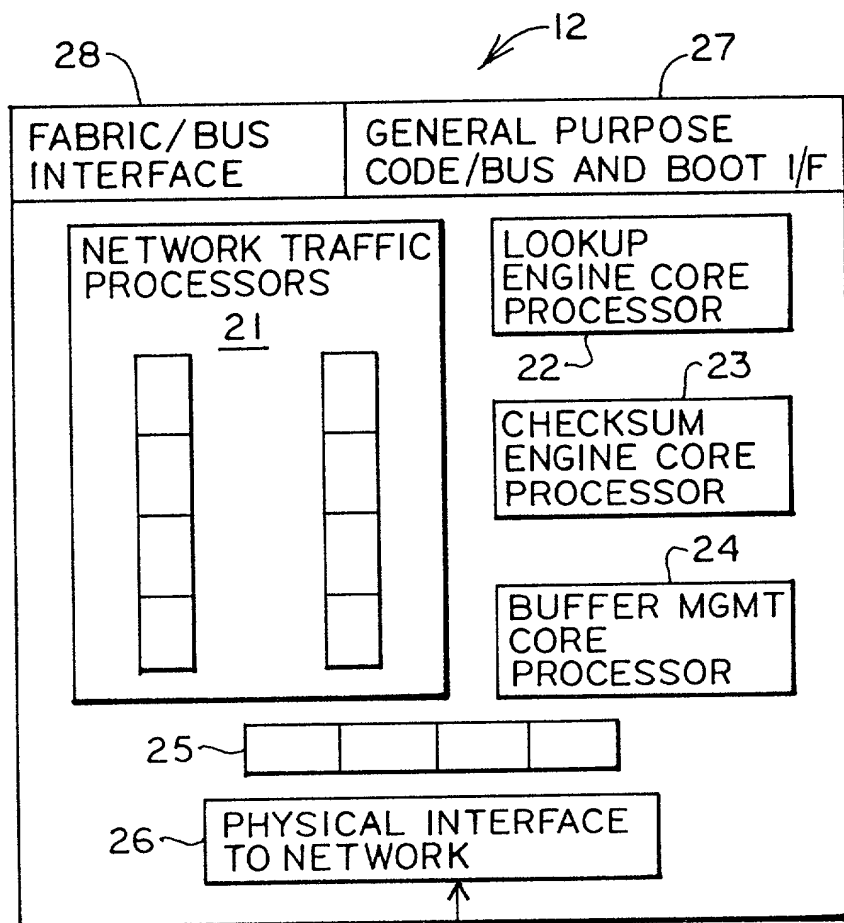 12
28
27
FABRIC/BUS
INTERFACE
GENERAL PURPOSE
CODE/BUS AND BOOT I/F
NETWORK TRAFFIC
PROCESSORS
21
LOOKUP
ENGINE CORE
PROCESSOR
22
23
CHECKSUM
ENGINE CORE
PROCESSOR
24
BUFFER MGMT
CORE
PROCESSOR
25
26
PHYSICAL INTERFACE
TO NETWORK